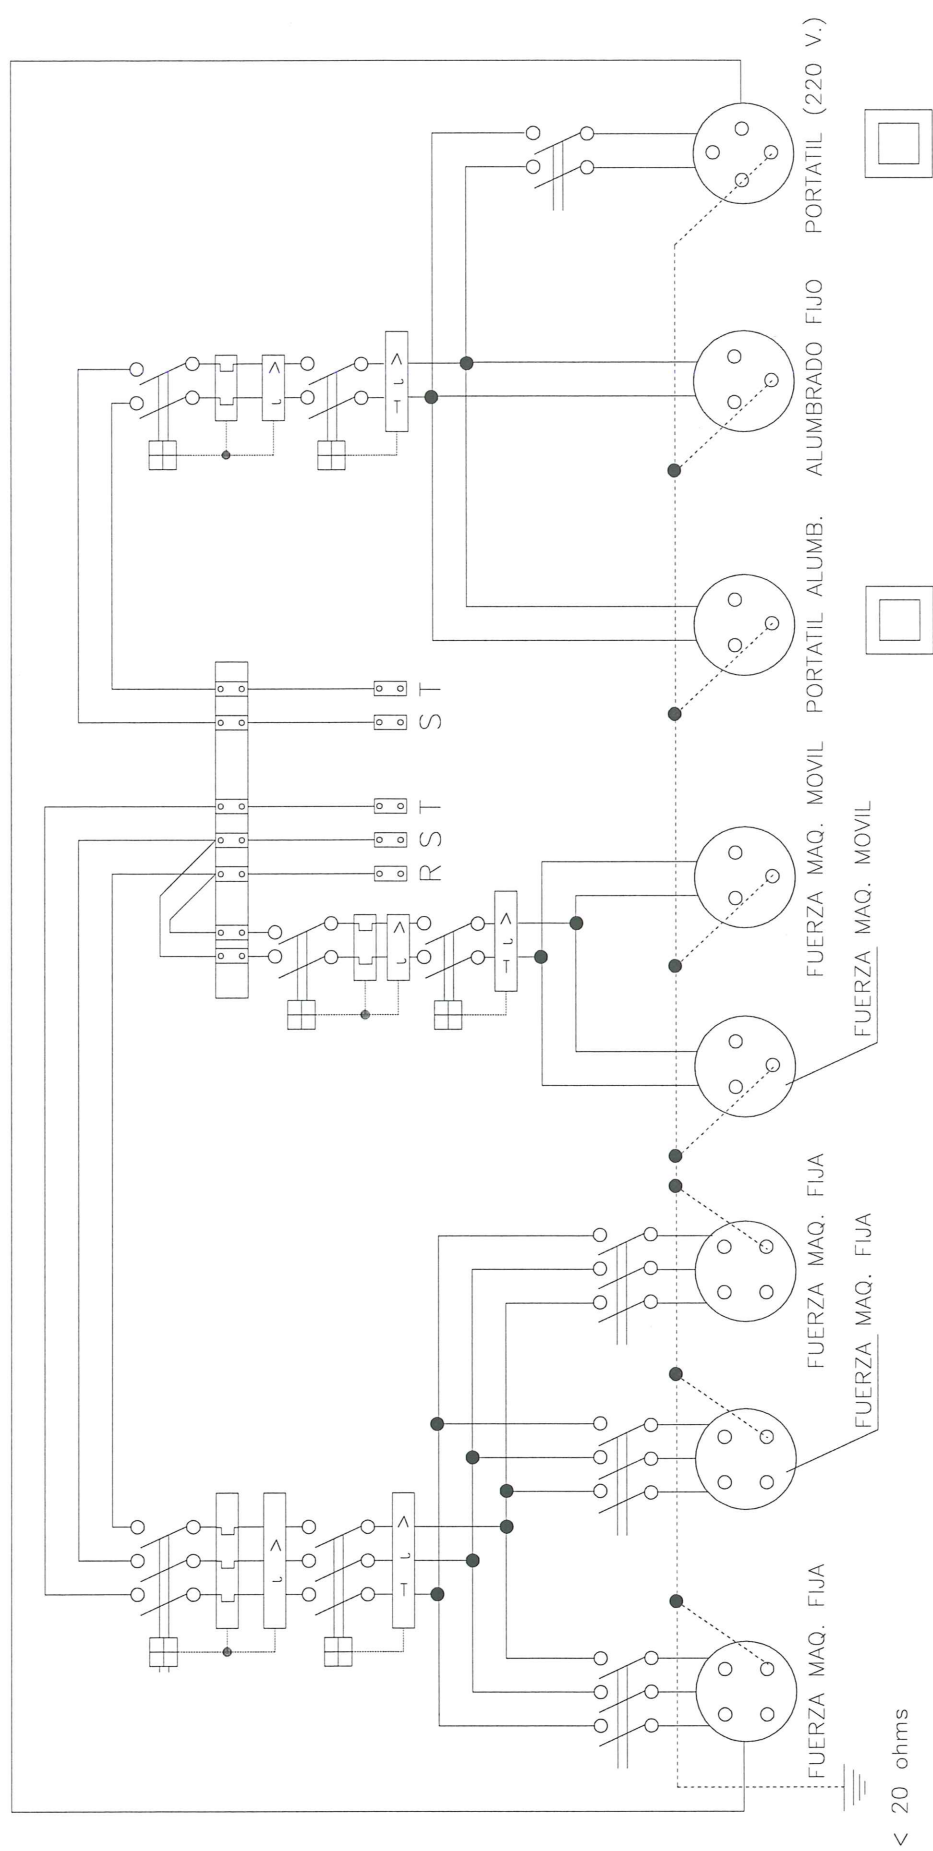 R S T S T
FUERZA MAQ. FIJA
FUERZA MAQ. FIJA
FUERZA MAQ. MOVIL
PORTATIL ALUMB.
ALUMBRADO FIJO
PORTATIL (220 V.)
FUERZA MAQ. FIJA
FUERZA MAQ. MOVIL
< 20 ohms